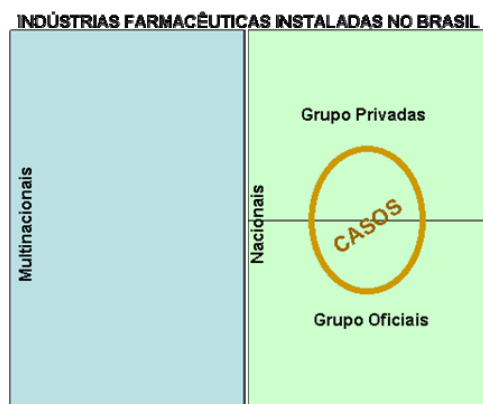 INDÚSTRIAS FARMACÊUTICAS INSTALADAS NO BRASIL
Multinacionais
Nacionais
Grupo Privadas
CASOS
Grupo Oficiais